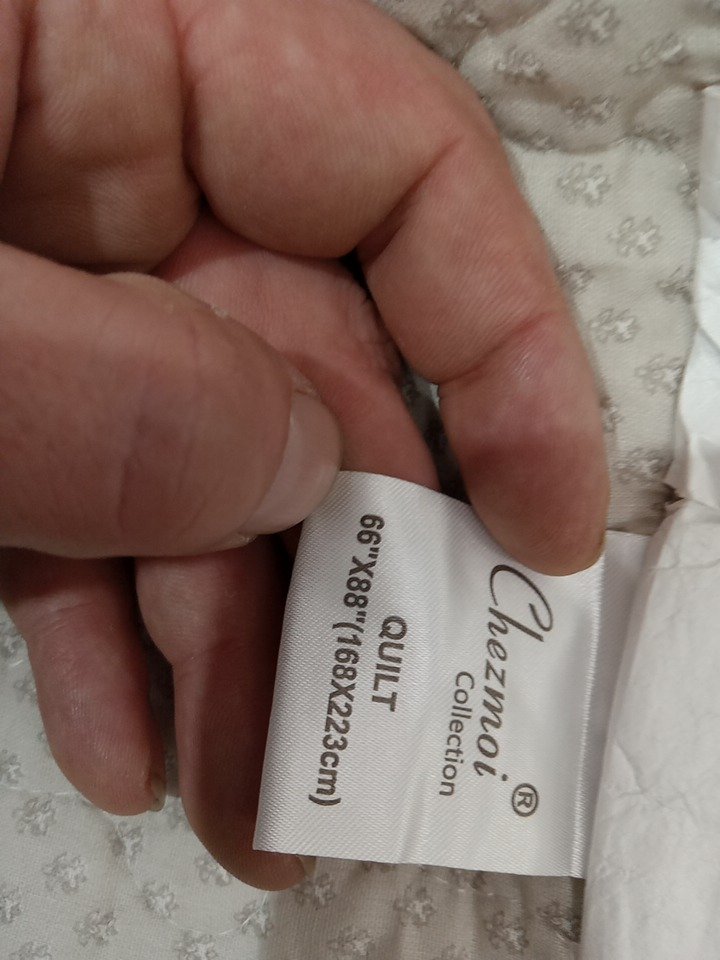 Chezmoi®
Collection
QUILT
66"X88"(168X223cm)